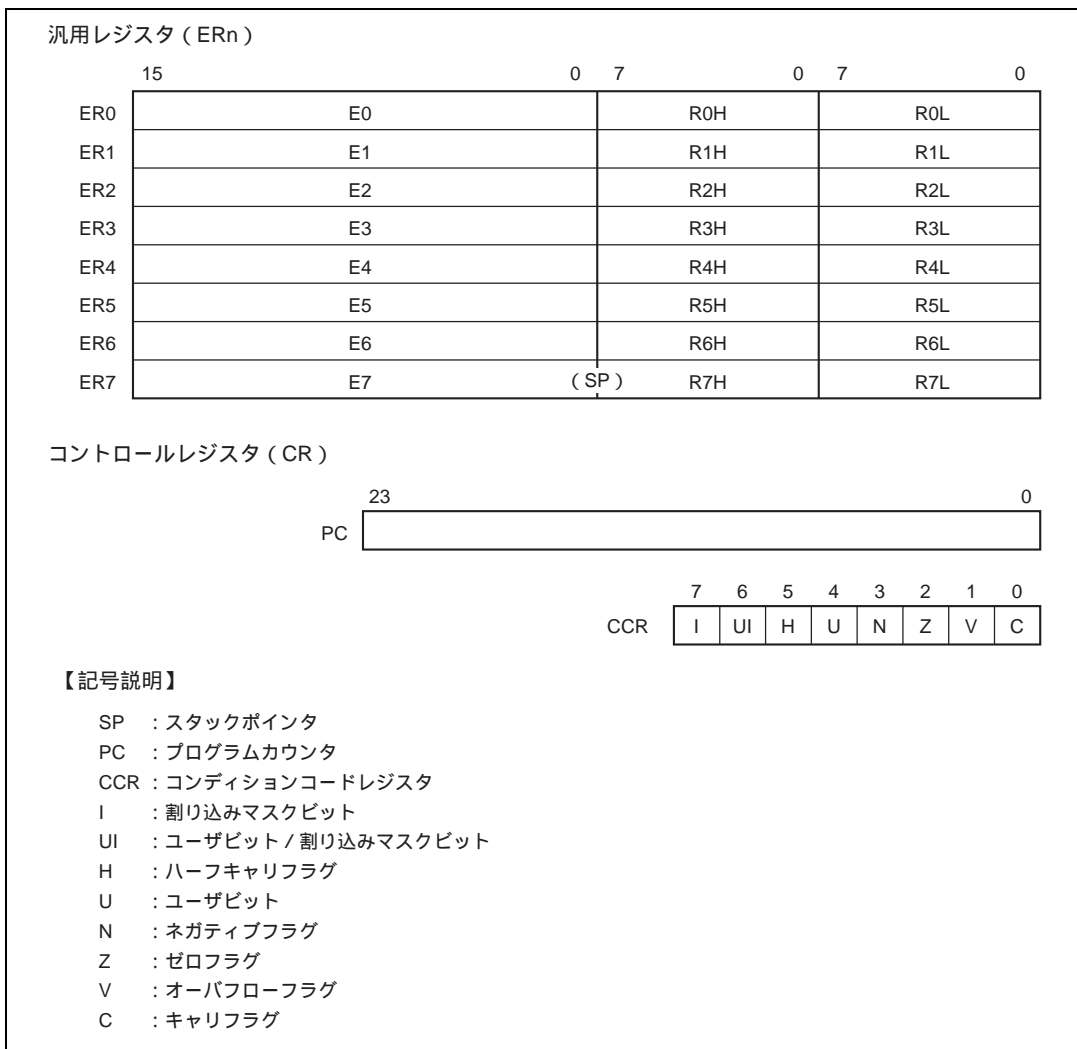 汎用レジスタ（ERn）
15 0 7 0 7 0
ER0 E0 R0H R0L
ER1 E1 R1H R1L
ER2 E2 R2H R2L
ER3 E3 R3H R3L
ER4 E4 R4H R4L
ER5 E5 R5H R5L
ER6 E6 R6H R6L
ER7 E7 （SP） R7H R7L
コントロールレジスタ（CR）
23 0
PC
7 6 5 4 3 2 1 0
CCR I UI H U N Z V C
【記号説明】
SP ：スタックポインタ
PC ：プログラムカウンタ
CCR：コンディションコードレジスタ
I ：割り込みマスクビット
UI ：ユーザビット / 割り込みマスクビット
H ：ハーフキャリフラグ
U ：ユーザビット
N ：ネガティブフラグ
Z ：ゼロフラグ
V ：オーバフローフラグ
C ：キャリフラグ